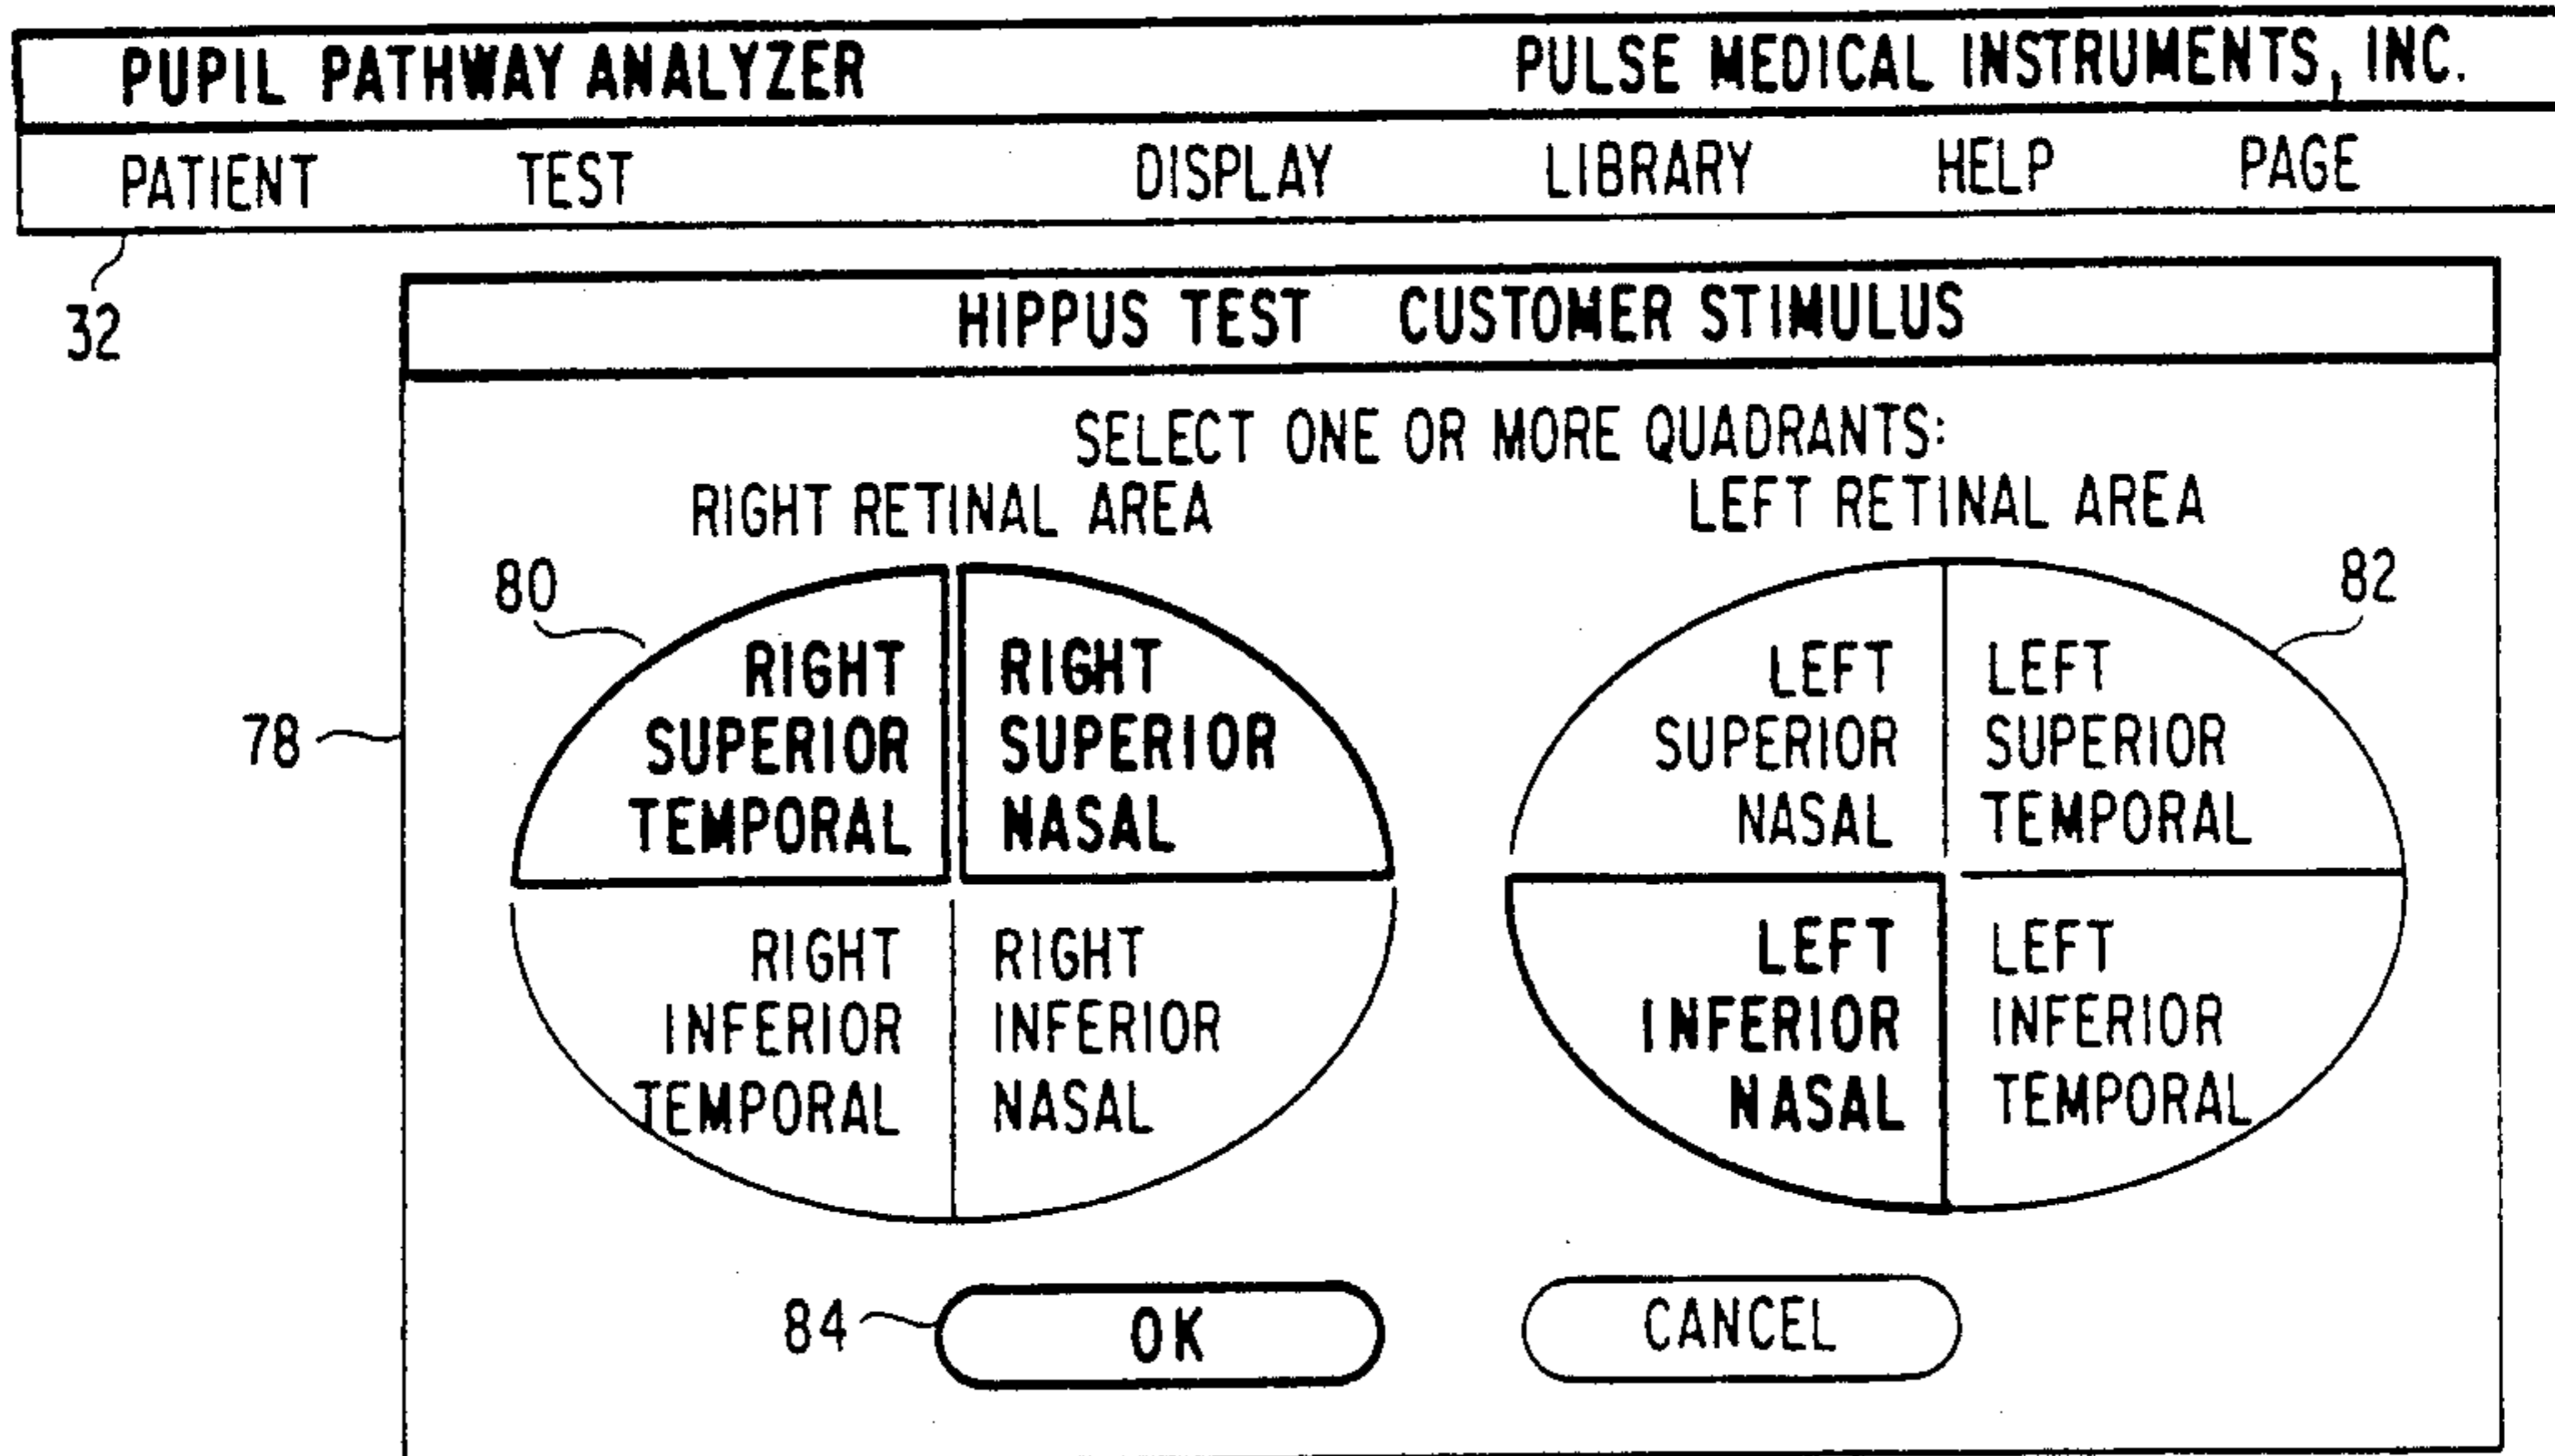 PUPIL PATHWAY ANALYZER PULSE MEDICAL INSTRUMENTS, INC.
PATIENT TEST DISPLAY LIBRARY HELP PAGE
32
HIPPUS TEST CUSTOMER STIMULUS
SELECT ONE OR MORE QUADRANTS:
RIGHT RETINAL AREA
LEFT RETINAL AREA
80
82
78
RIGHT
SUPERIOR
TEMPORAL
RIGHT
SUPERIOR
NASAL
RIGHT
INFERIOR
TEMPORAL
RIGHT
INFERIOR
NASAL
LEFT
SUPERIOR
NASAL
LEFT
SUPERIOR
TEMPORAL
LEFT
INFERIOR
NASAL
LEFT
INFERIOR
TEMPORAL
84
OK
CANCEL